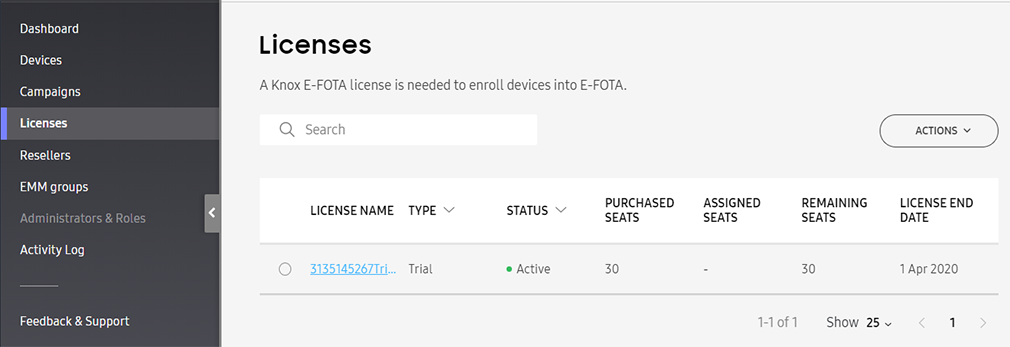 Dashboard
Devices
Campaigns
Licenses
Resellers
EMM groups
Administrators & Roles
Activity Log
Feedback & Support
Licenses
A Knox E-FOTA license is needed to enroll devices into E-FOTA.
Search
ACTIONS
LICENSE NAME TYPE STATUS PURCHASED SEATS ASSIGNED SEATS REMAINING SEATS LICENSE END DATE
3135145267Tri... Trial Active 30 - 30 1 Apr 2020
1-1 of 1 Show 25 1